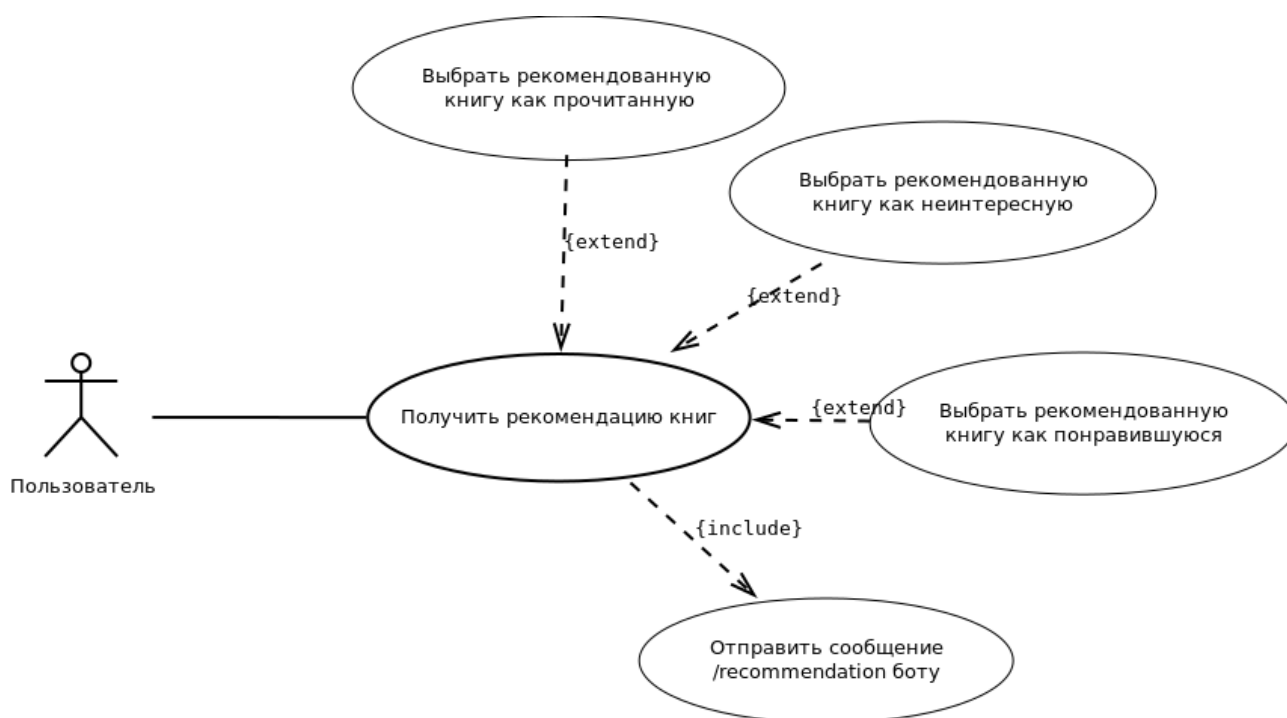 Выбрать рекомендованную
книгу как прочитанную
Выбрать рекомендованную
книгу как неинтересную
{extend}
{extend}
{extend}
Выбрать рекомендованную
книгу как понравившуюся
Получить рекомендацию книг
Пользователь
{include}
Отправить сообщение
/recommendation боту